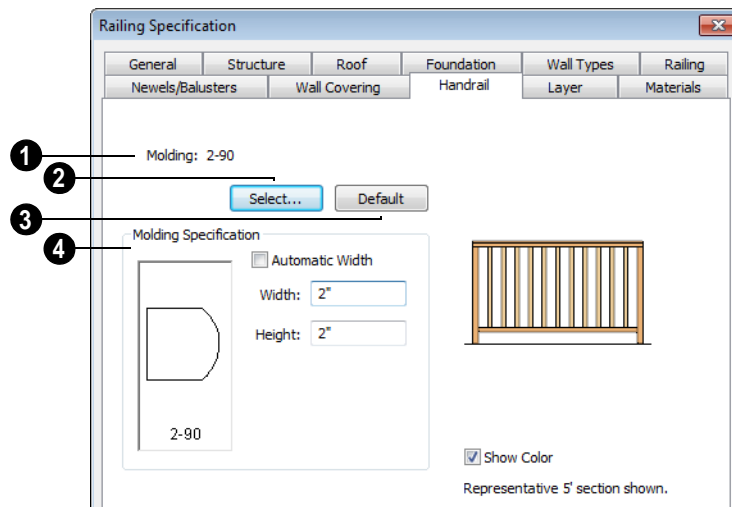 Railing Specification
General Structure Roof Foundation Wall Types Railing
Newels/Balusters Wall Covering Handrail Layer Materials
1 Molding: 2-90
2
Select... Default
3
4 Molding Specification
Automatic Width
Width: 2"
Height: 2"
2-90
Show Color
Representative 5' section shown.